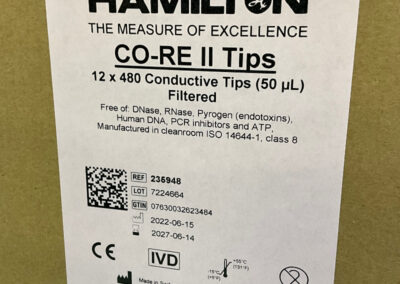 HAMILTON
THE MEASURE OF EXCELLENCE
CO-RE II Tips
12 x 480 Conductive Tips (50 µL)
Filtered
Free of: DNase, RNase, Pyrogen (endotoxins),
Human DNA, PCR inhibitors and ATP,
Manufactured in cleanroom ISO 14644-1, class 8
REF 235948
LOT 7224664
GTIN 07630032623484
2022-06-15
2027-06-14
CE IVD
Made in